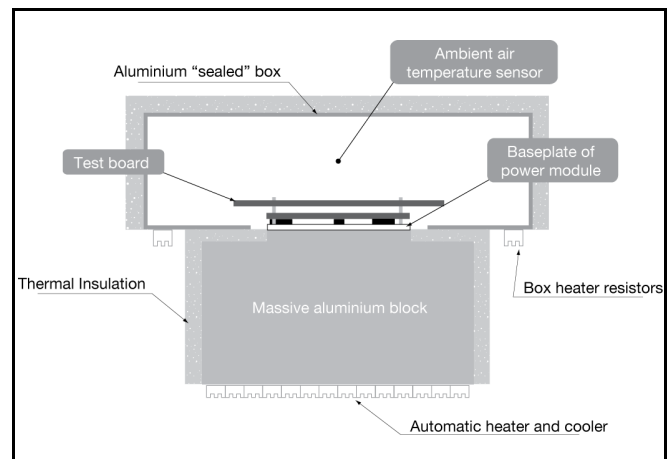 Ambient air
temperature sensor
Aluminium “sealed” box
Test board
Baseplate of
power module
Thermal Insulation
Box heater resistors
Massive aluminium block
Automatic heater and cooler